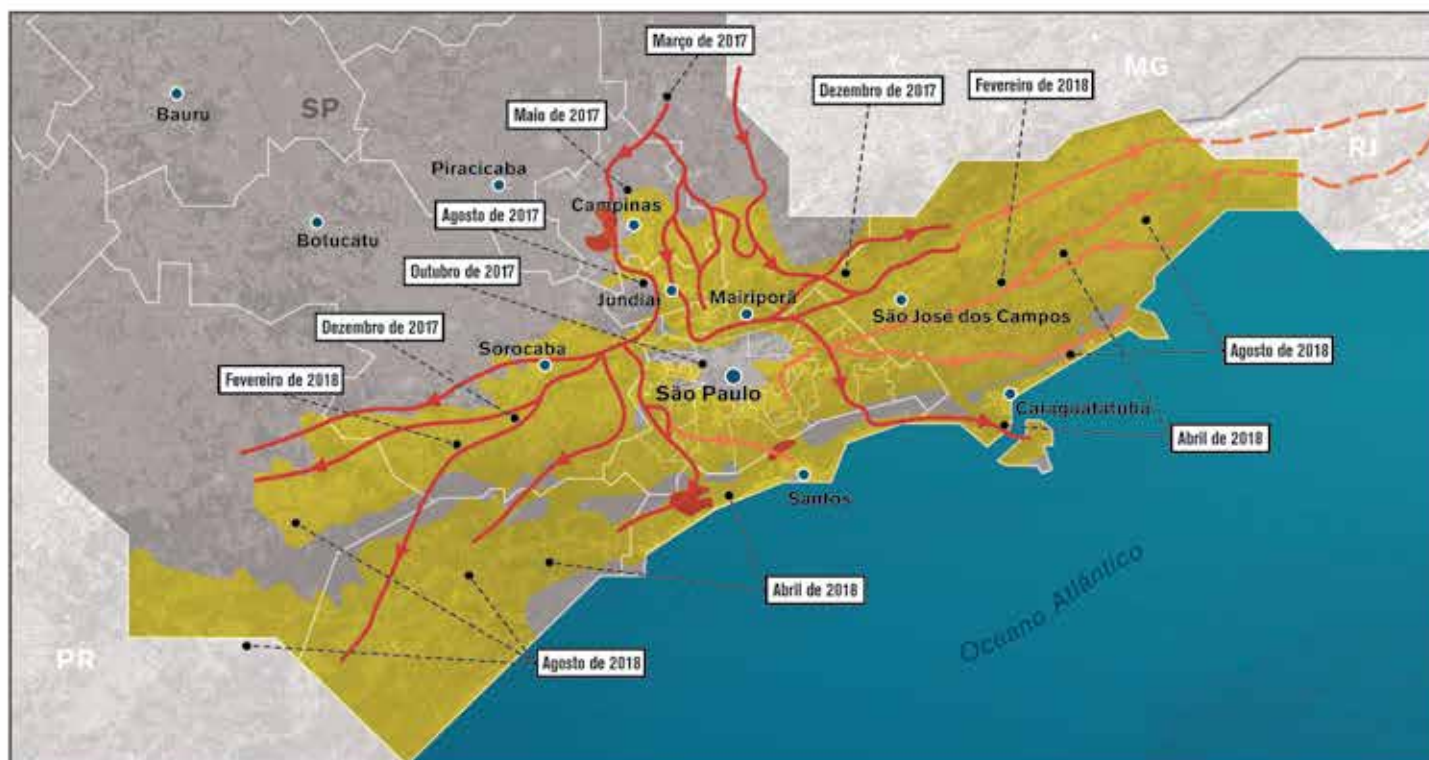 Março de 2017
MG
Dezembro de 2017
Fevereiro de 2018
Bauru
SP
Maio de 2017
RJ
Piracicaba
Agosto de 2017
Campinas
Botucatu
Outubro de 2017
Jundiaí
Mairiporã
São José dos Campos
Dezembro de 2017
Sorocaba
Agosto de 2018
Fevereiro de 2018
São Paulo
Caraguatatuba
Abril de 2018
Santos
Abril de 2018
Oceano Atlântico
PR
Agosto de 2018